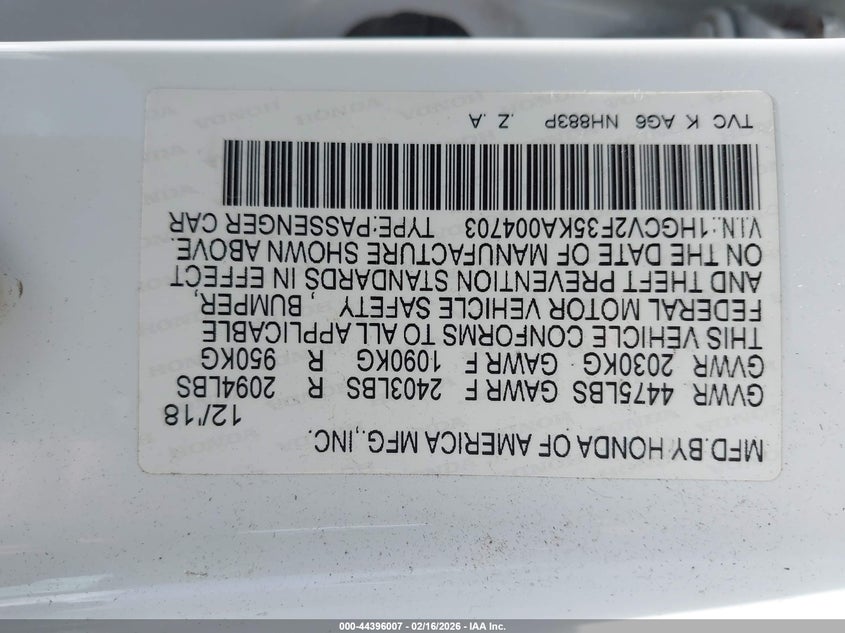 MFD.BY HONDA OF AMERICA MFG.,INC.
12/'18
GVWR 4475LBS GAWR F 2403LBS R 2094LBS
GVWR 2030KG GAWR F 1090KG R 950KG
THIS VEHICLE CONFORMS TO ALL APPLICABLE
FEDERAL MOTOR VEHICLE SAFETY , BUMPER,
AND THEFT PREVENTION STANDARDS IN EFFECT
ON THE DATE OF MANUFACTURE SHOWN ABOVE.
V.I.N.:1HGCV2F35KA004703 TYPE:PASSENGER CAR
TVC K AG6 NH883P .Z .A
000-44396007 - 02/16/2026 - IAA Inc.